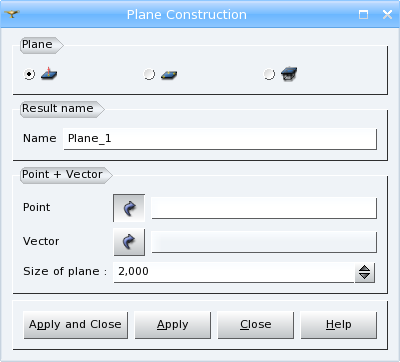 Plane Construction
Plane
Result name
Name Plane_1
Point + Vector
Point
Vector
Size of plane : 2,000
Apply and Close Apply Close Help